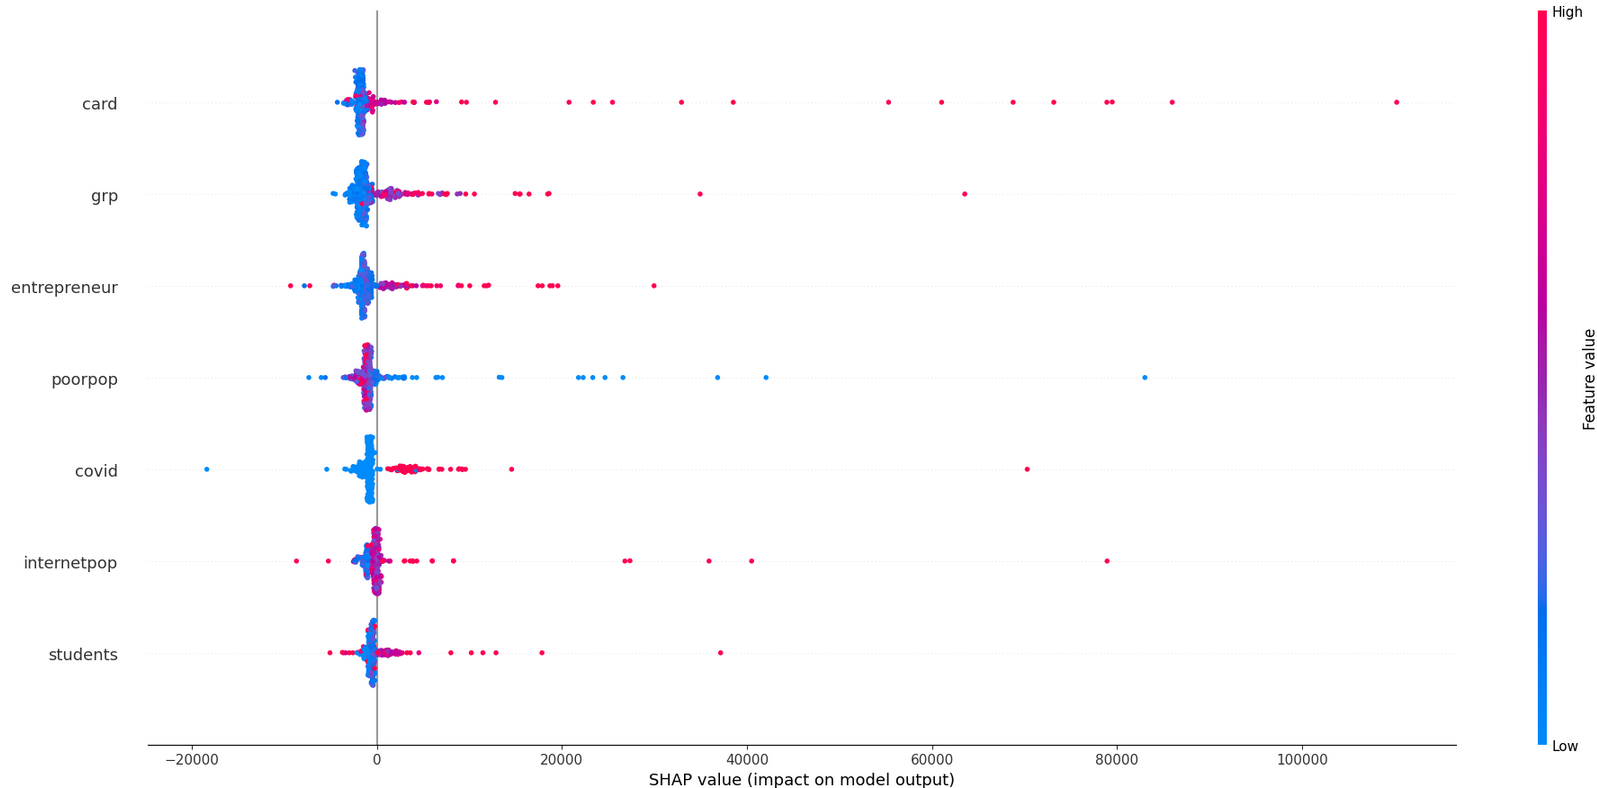 High
card
grp
entrepreneur
poorpop
covid
internetpop
students
Feature value
Low
−20000 0 20000 40000 60000 80000 100000
SHAP value (impact on model output)